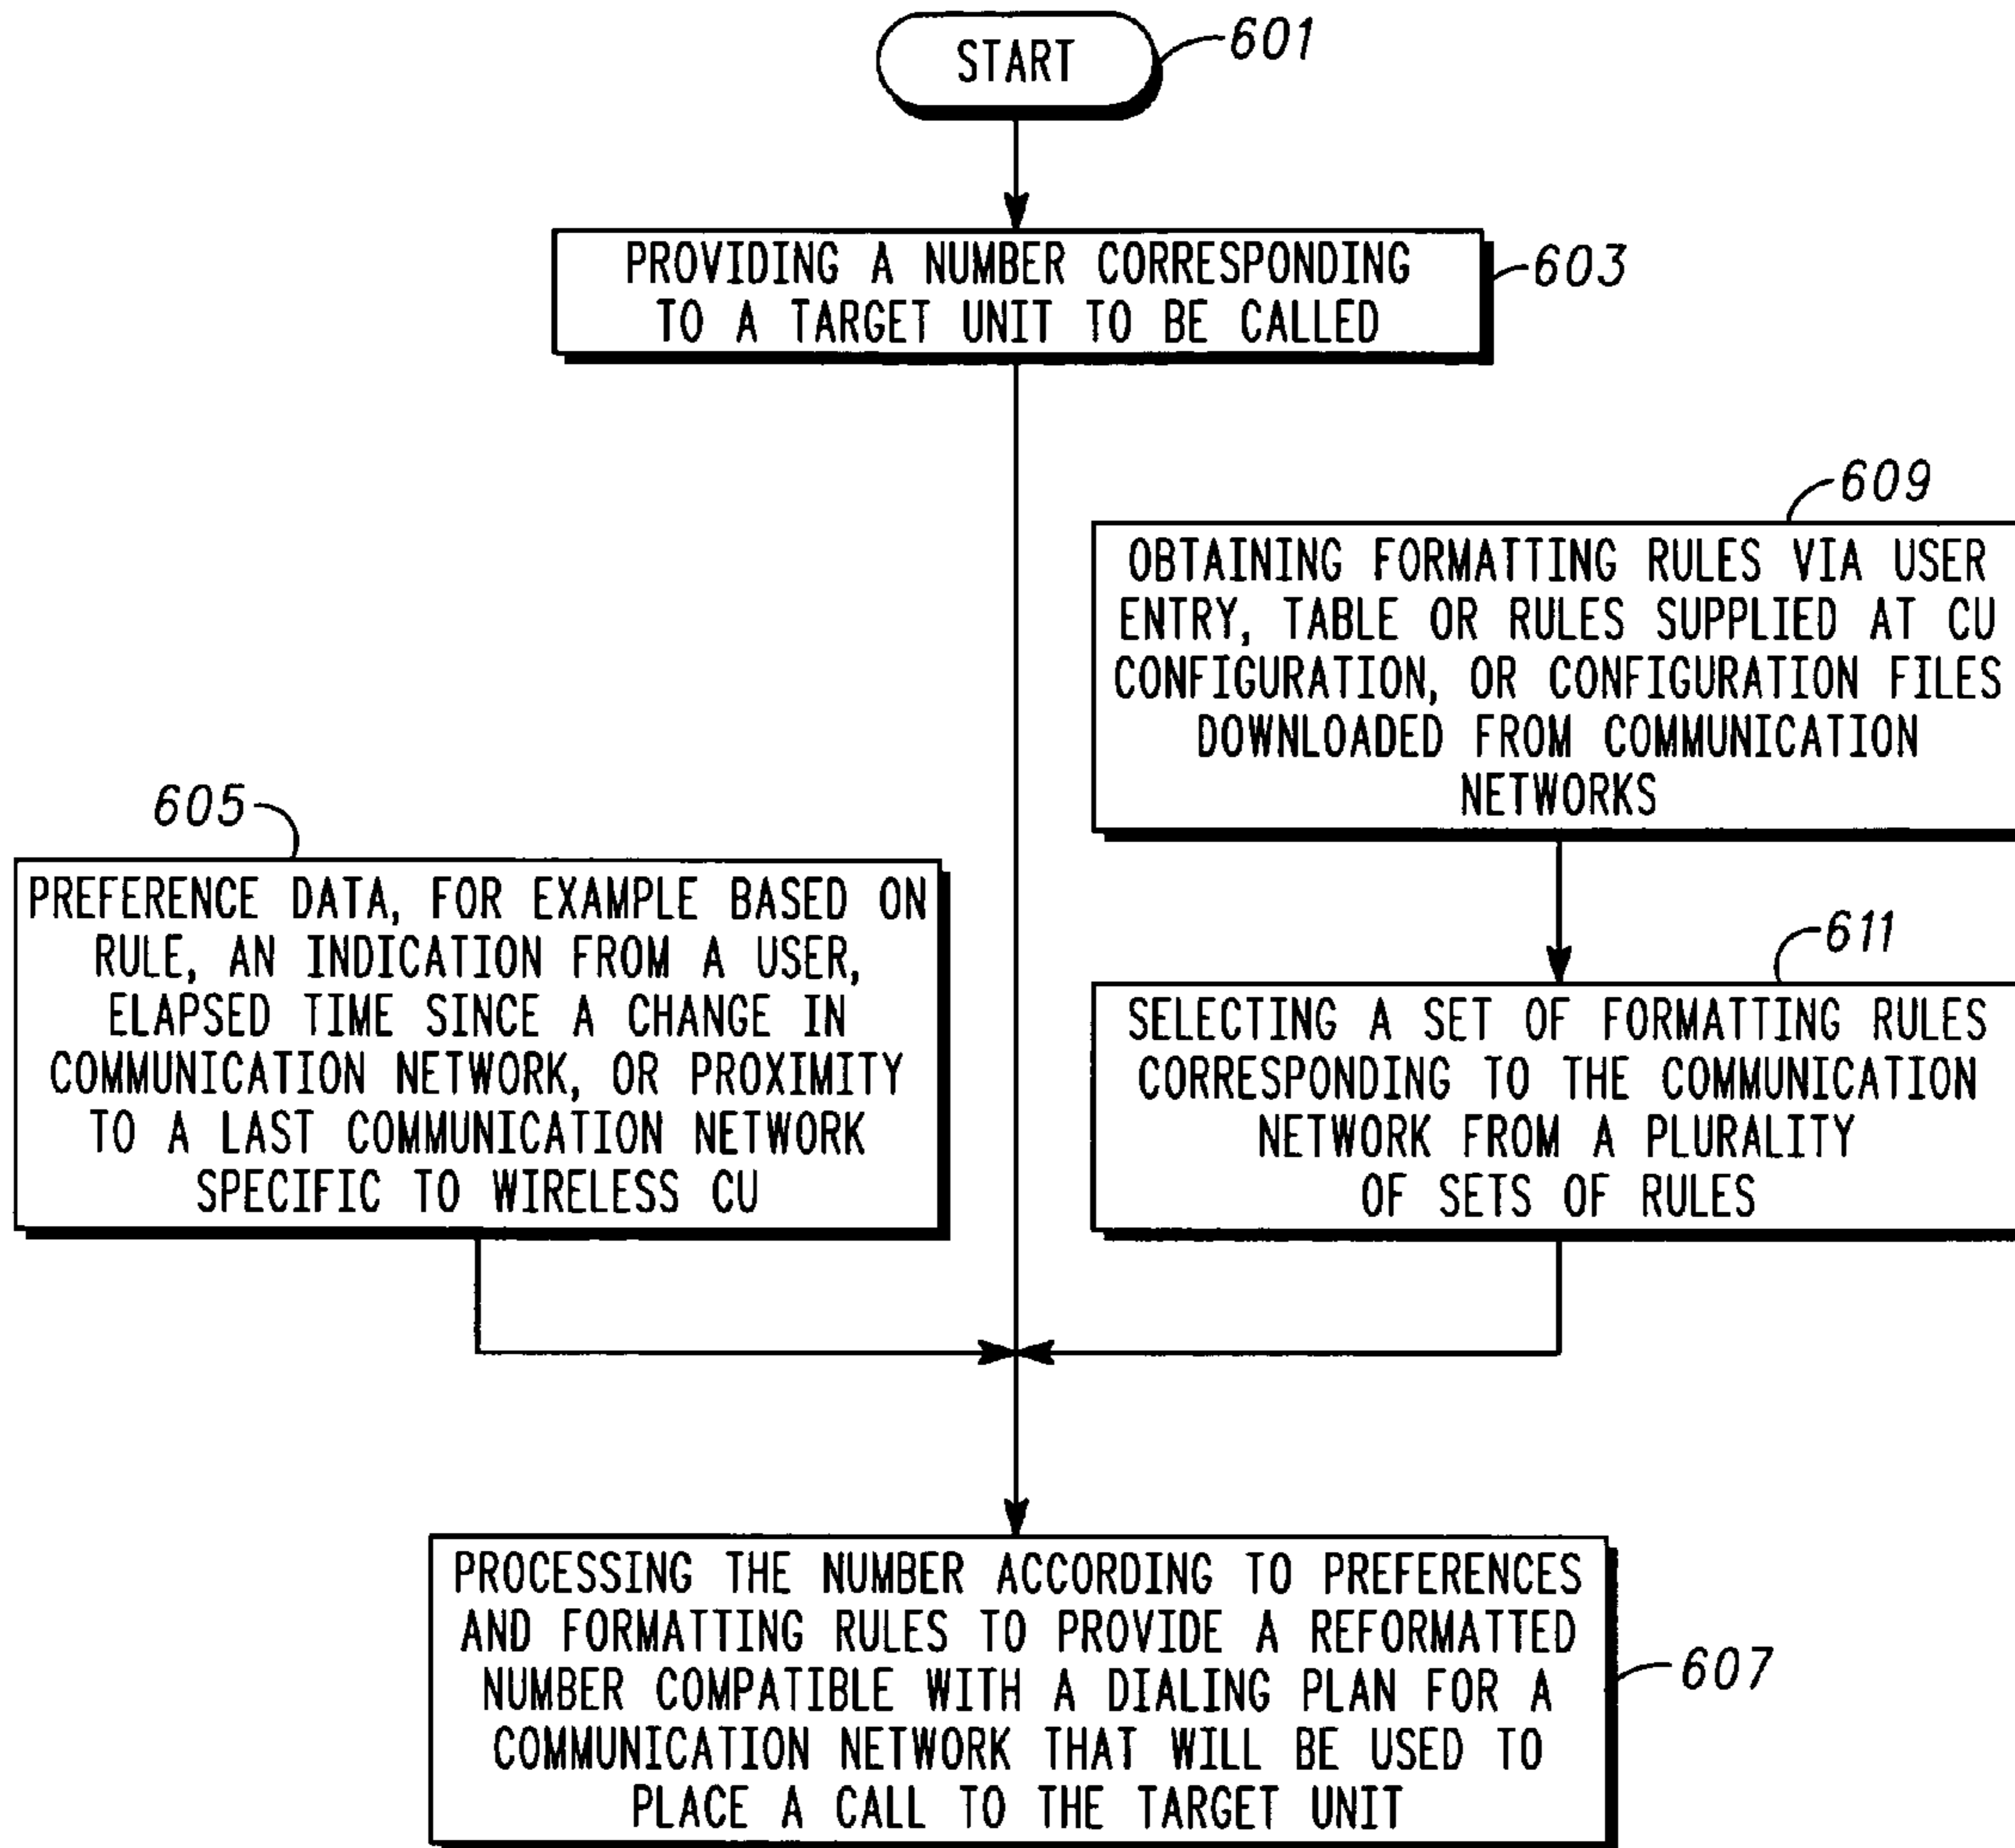 START
601
PROVIDING A NUMBER CORRESPONDING
TO A TARGET UNIT TO BE CALLED
603
609
OBTAINING FORMATTING RULES VIA USER
ENTRY, TABLE OR RULES SUPPLIED AT CU
CONFIGURATION, OR CONFIGURATION FILES
DOWNLOADED FROM COMMUNICATION
NETWORKS
605
PREFERENCE DATA, FOR EXAMPLE BASED ON
RULE, AN INDICATION FROM A USER,
ELAPSED TIME SINCE A CHANGE IN
COMMUNICATION NETWORK, OR PROXIMITY
TO A LAST COMMUNICATION NETWORK
SPECIFIC TO WIRELESS CU
611
SELECTING A SET OF FORMATTING RULES
CORRESPONDING TO THE COMMUNICATION
NETWORK FROM A PLURALITY
OF SETS OF RULES
PROCESSING THE NUMBER ACCORDING TO PREFERENCES
AND FORMATTING RULES TO PROVIDE A REFORMATTED
NUMBER COMPATIBLE WITH A DIALING PLAN FOR A
COMMUNICATION NETWORK THAT WILL BE USED TO
PLACE A CALL TO THE TARGET UNIT
607